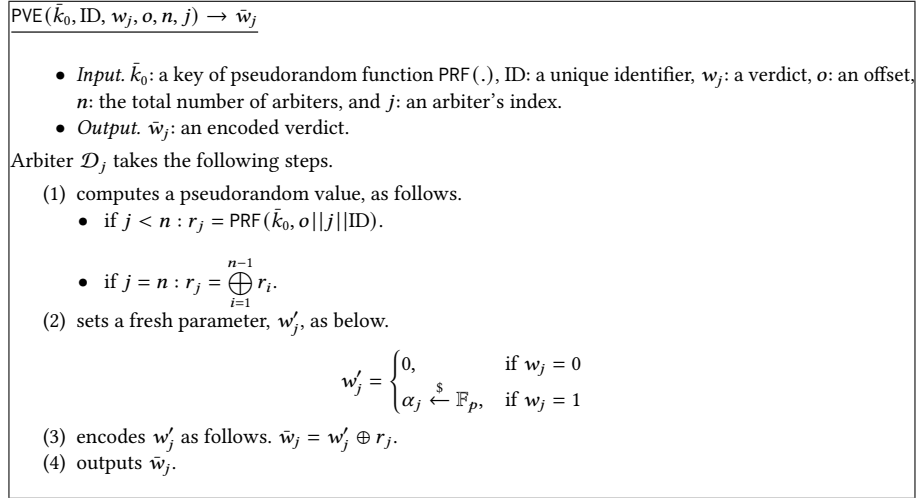 PVE(k̄₀, ID, wⱼ, o, n, j) → w̄ⱼ
• Input. k̄₀: a key of pseudorandom function PRF(.), ID: a unique identifier, wⱼ: a verdict, o: an offset,
n: the total number of arbiters, and j: an arbiter's index.
• Output. w̄ⱼ: an encoded verdict.
Arbiter 𝒟ⱼ takes the following steps.
(1) computes a pseudorandom value, as follows.
• if j < n : rⱼ = PRF(k̄₀, o||j||ID).
• if j = n : rⱼ = ⨁_{i=1}^{n−1} rᵢ.
(2) sets a fresh parameter, w′ⱼ, as below.
w′ⱼ = { 0, if wⱼ = 0
αⱼ ←$ 𝔽ₚ, if wⱼ = 1
(3) encodes w′ⱼ as follows. w̄ⱼ = w′ⱼ ⊕ rⱼ.
(4) outputs w̄ⱼ.